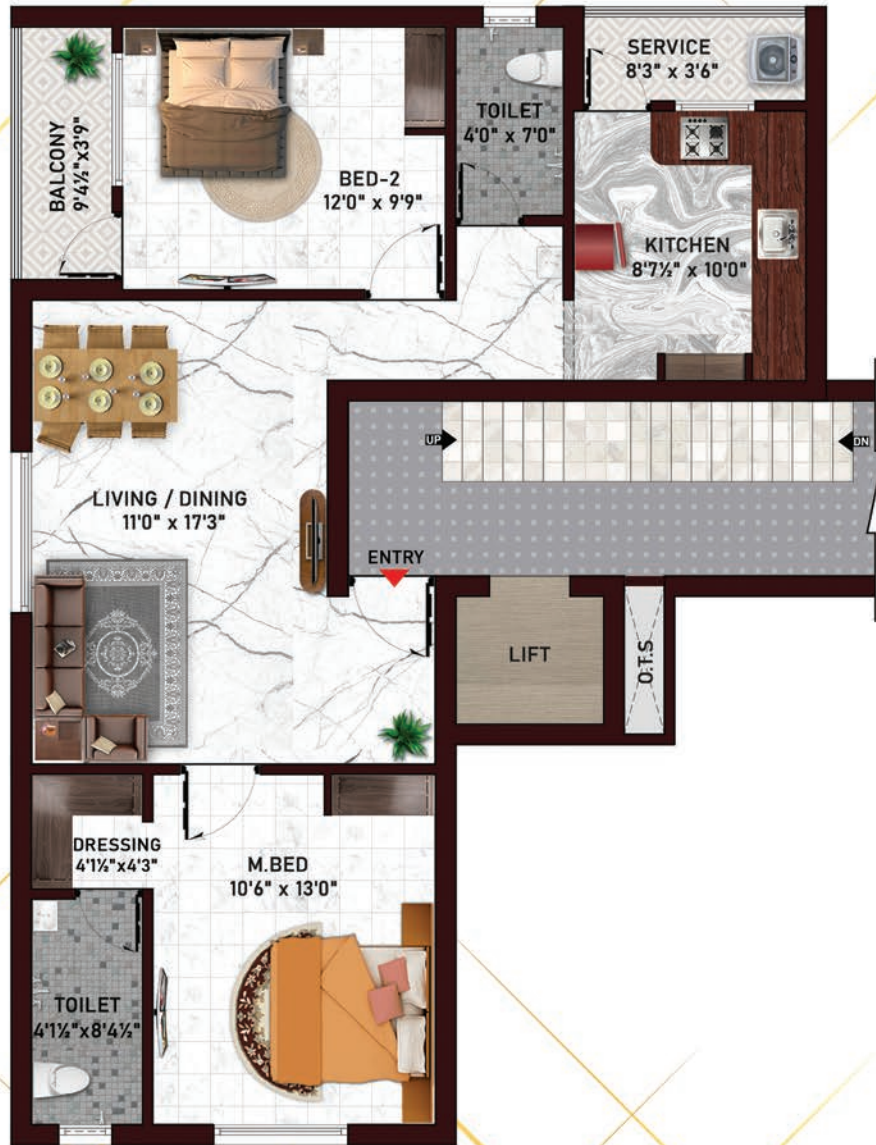 SERVICE
8'3" x 3'6"
BALCONY
9'4½"x3'9"
TOILET
4'0" x 7'0"
BED-2
12'0" x 9'9"
KITCHEN
8'7½" x 10'0"
UP
DN
LIVING / DINING
11'0" x 17'3"
ENTRY
LIFT
O.T.S
DRESSING
4'1½"x4'3"
M.BED
10'6" x 13'0"
TOILET
4'1½"x8'4½"